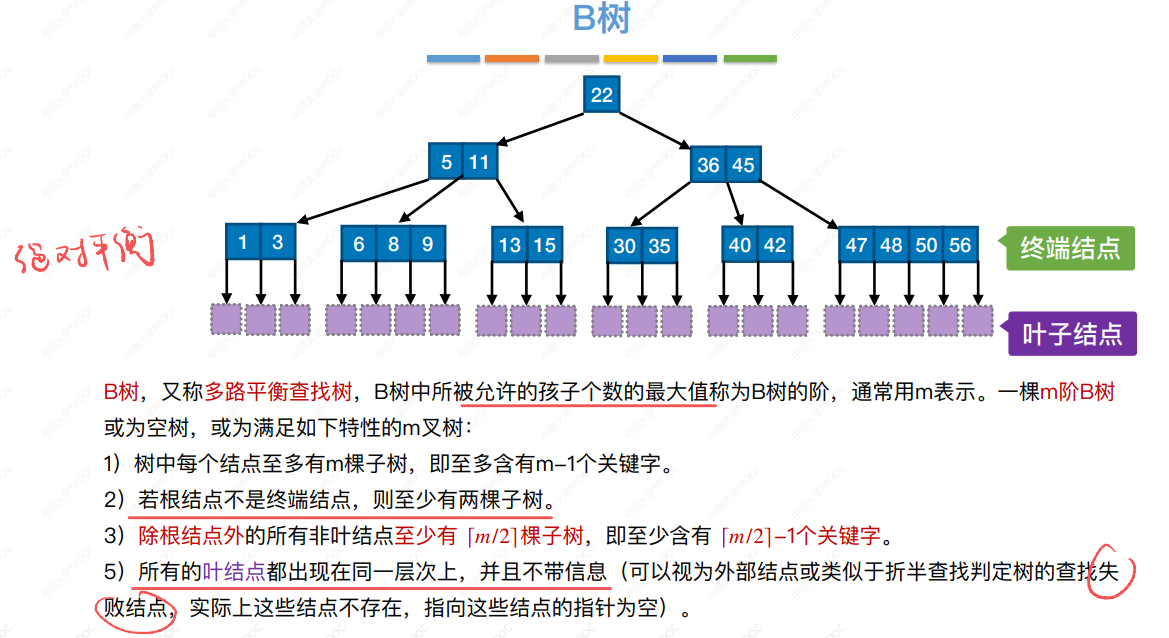 B树
22
5 11
36 45
1 3
6 8 9
13 15
30 35
40 42
47 48 50 56
终端结点
绝对平衡
叶子结点
B树，又称多路平衡查找树，B树中所被允许的孩子个数的最大值称为B树的阶，通常用m表示。一棵m阶B树
或为空树，或为满足如下特性的m叉树：
1）树中每个结点至多有m棵子树，即至多含有m-1个关键字。
2）若根结点不是终端结点，则至少有两棵子树。
3）除根结点外的所有非叶结点至少有 ⌈m/2⌉棵子树，即至少含有 ⌈m/2⌉-1个关键字。
5）所有的叶结点都出现在同一层次上，并且不带信息（可以视为外部结点或类似于折半查找判定树的查找失
败结点，实际上这些结点不存在，指向这些结点的指针为空）。